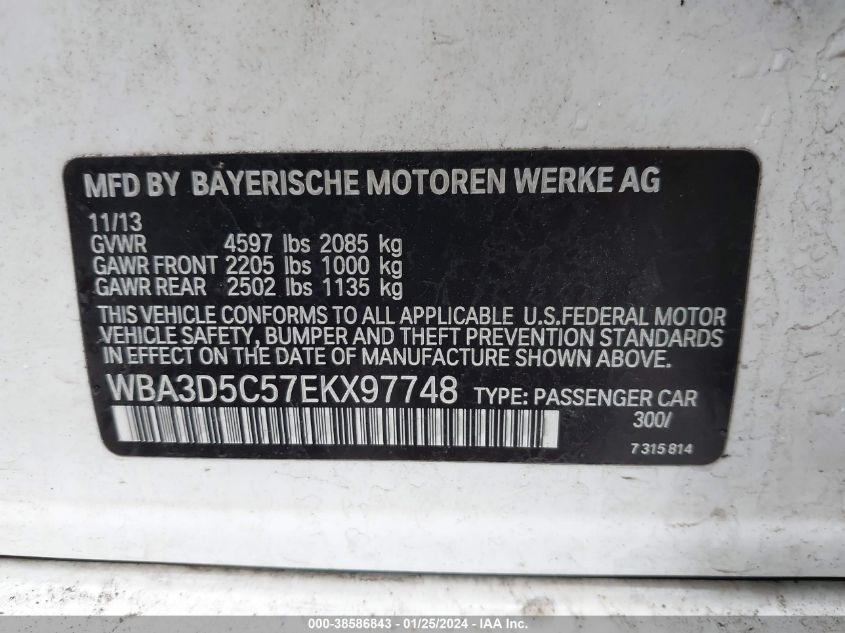 MFD BY BAYERISCHE MOTOREN WERKE AG
11/13
GVWR 4597 lbs 2085 kg
GAWR FRONT 2205 lbs 1000 kg
GAWR REAR 2502 lbs 1135 kg
THIS VEHICLE CONFORMS TO ALL APPLICABLE U.S.FEDERAL MOTOR
VEHICLE SAFETY, BUMPER AND THEFT PREVENTION STANDARDS
IN EFFECT ON THE DATE OF MANUFACTURE SHOWN ABOVE.
WBA3D5C57EKX97748 TYPE: PASSENGER CAR
300/
7315814
000-38586843 - 01/25/2024 - Copyright © IAA, Inc.